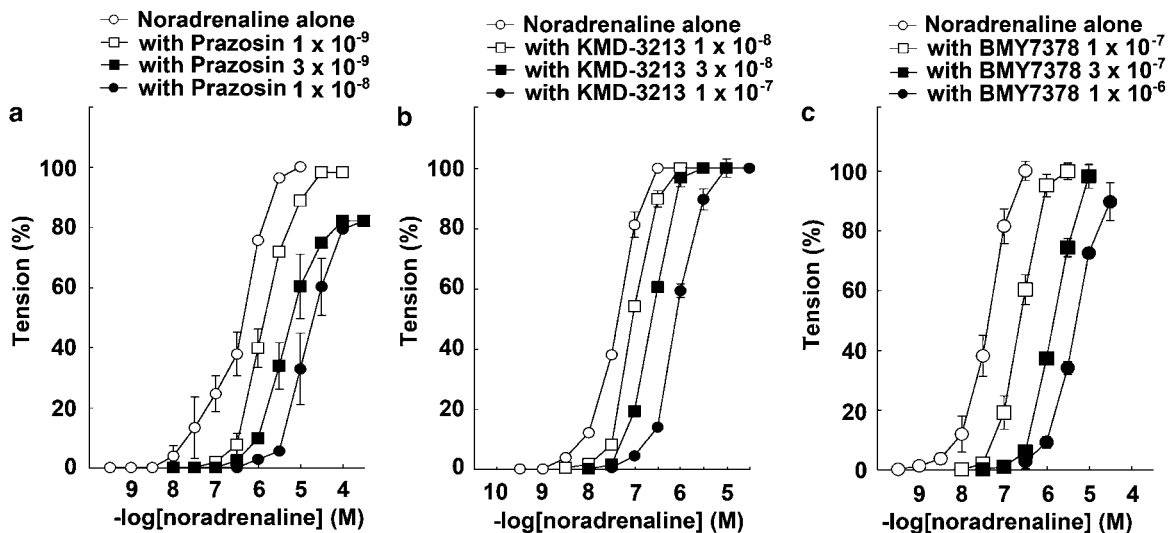 Noradrenaline alone
with Prazosin 1 x 10-9
with Prazosin 3 x 10-9
with Prazosin 1 x 10-8
a
Tension (%)
100
80
60
40
20
0
9 8 7 6 5 4
-log[noradrenaline] (M)
Noradrenaline alone
with KMD-3213 1 x 10-8
with KMD-3213 3 x 10-8
with KMD-3213 1 x 10-7
b
Tension (%)
100
80
60
40
20
0
10 9 8 7 6 5
-log[noradrenaline] (M)
Noradrenaline alone
with BMY7378 1 x 10-7
with BMY7378 3 x 10-7
with BMY7378 1 x 10-6
c
Tension (%)
100
80
60
40
20
0
9 8 7 6 5 4
-log[noradrenaline] (M)